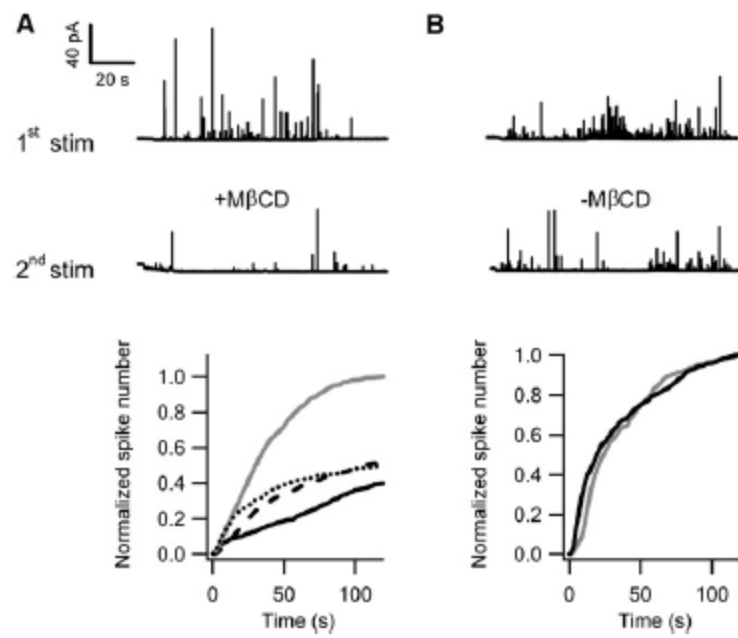 A
B
40 pA
20 s
1st stim
+MβCD
-MβCD
2nd stim
Normalized spike number
1.0
0.8
0.6
0.4
0.2
0.0
0
50
100
Time (s)
Normalized spike number
1.0
0.8
0.6
0.4
0.2
0.0
0
50
100
Time (s)